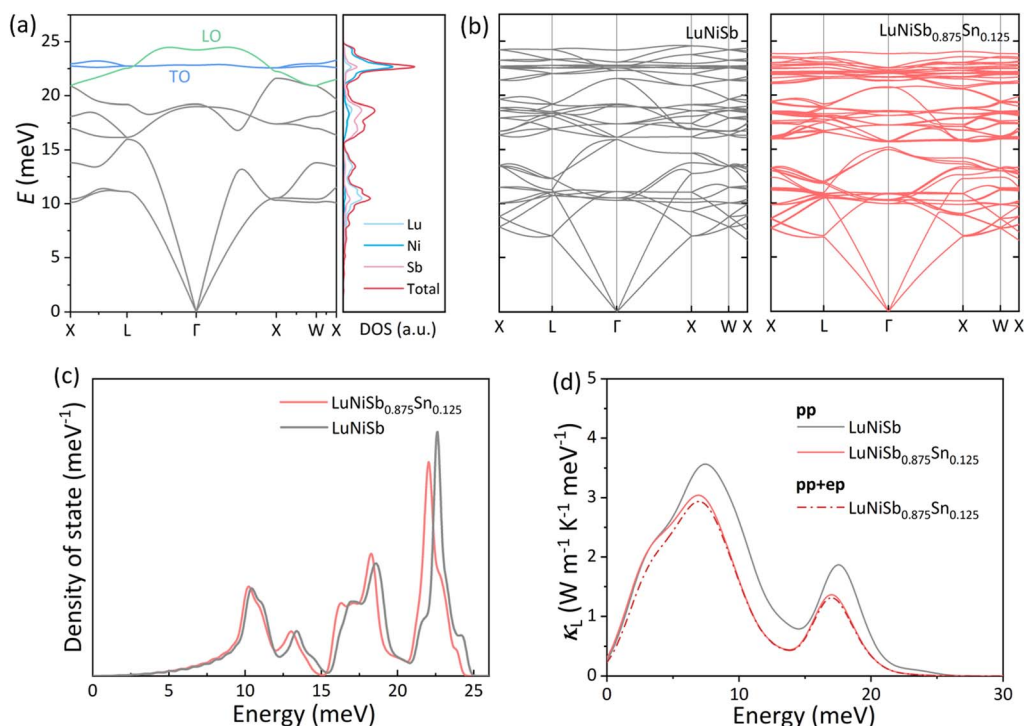 (a)
E (meV)
25
20
15
10
5
0
LO
TO
Lu
Ni
Sb
Total
X L Γ X W X
DOS (a.u.)
(b)
LuNiSb
X L Γ X W X
LuNiSb0.875Sn0.125
X L Γ X W X
(c)
Density of state (meV-1)
LuNiSb0.875Sn0.125
LuNiSb
0 5 10 15 20 25
Energy (meV)
(d)
κL (W m-1 K-1 meV-1)
5
4
3
2
1
0
pp
LuNiSb
LuNiSb0.875Sn0.125
pp+ep
LuNiSb0.875Sn0.125
0 10 20 30
Energy (meV)